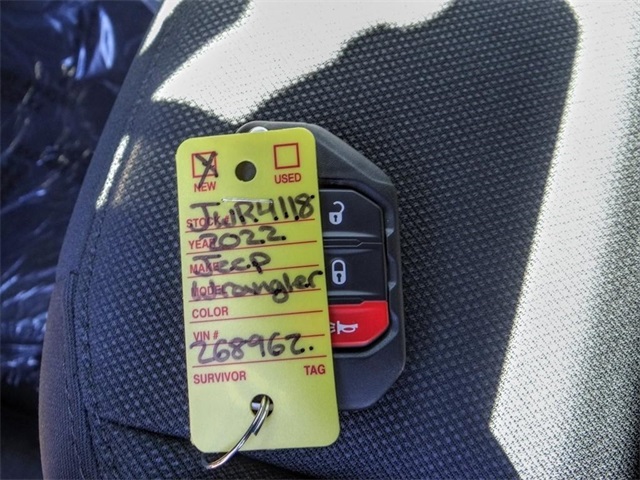 X
NEW USED
STOCK JWR4118
YEAR 2022
MAKE Jeep
MODEL Wrangler
COLOR
VIN #
268962.
SURVIVOR TAG